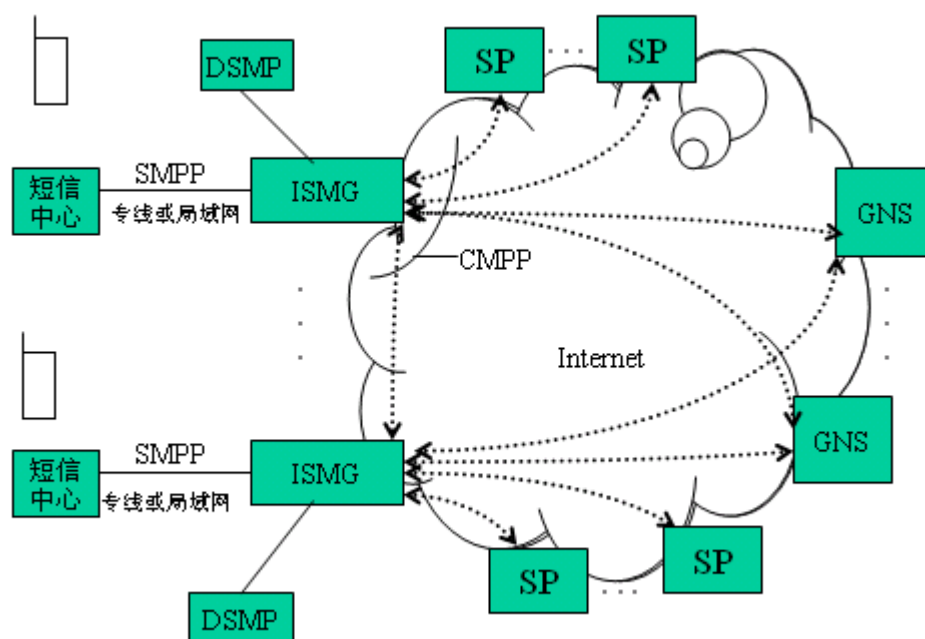 SP
SP
DSMP
短信
中心
SMPP
专线或局域网
ISMG
GNS
CMPP
Internet
GNS
短信
中心
SMPP
专线或局域网
ISMG
SP
SP
DSMP